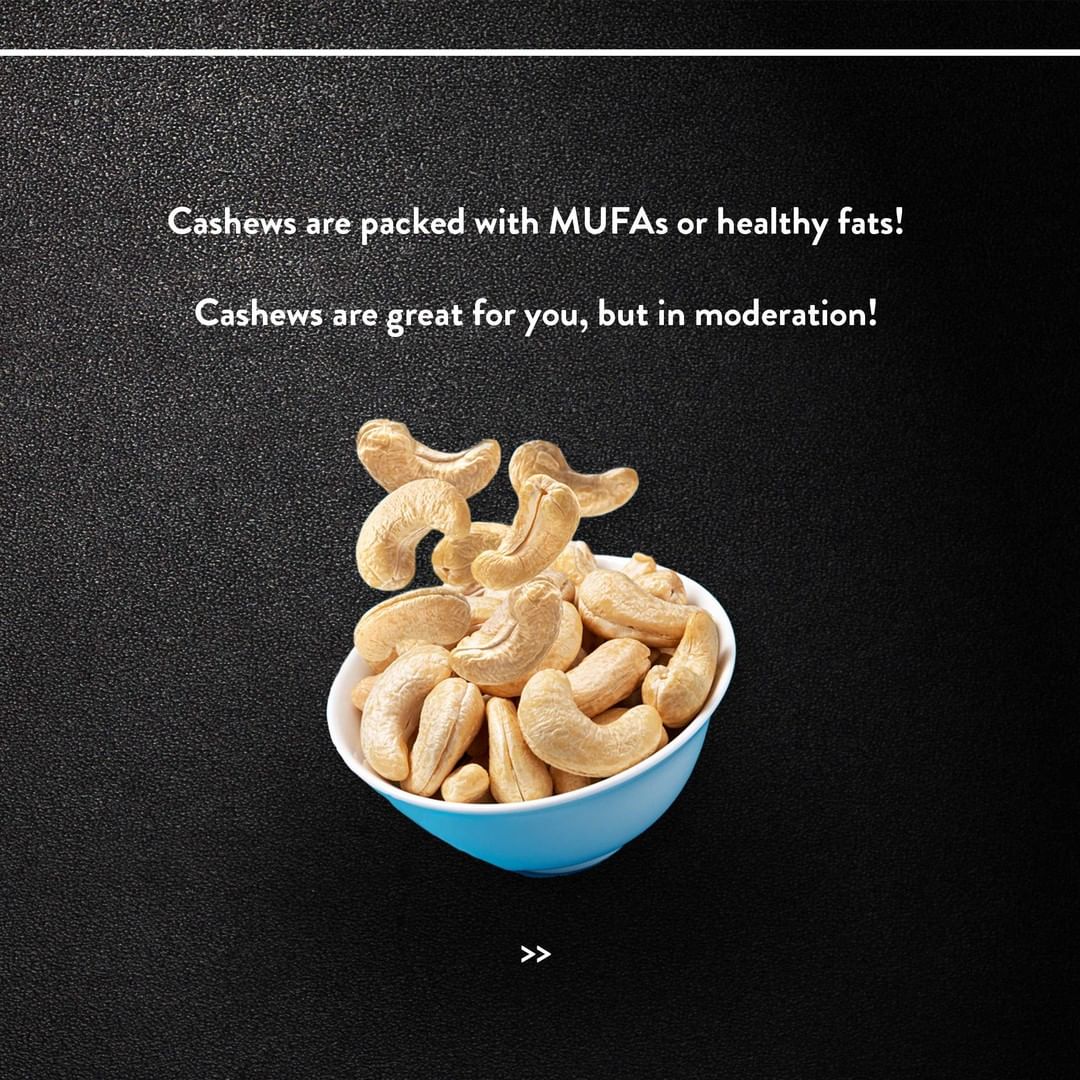 Cashews are packed with MUFAs or healthy fats!
Cashews are great for you, but in moderation!
>>